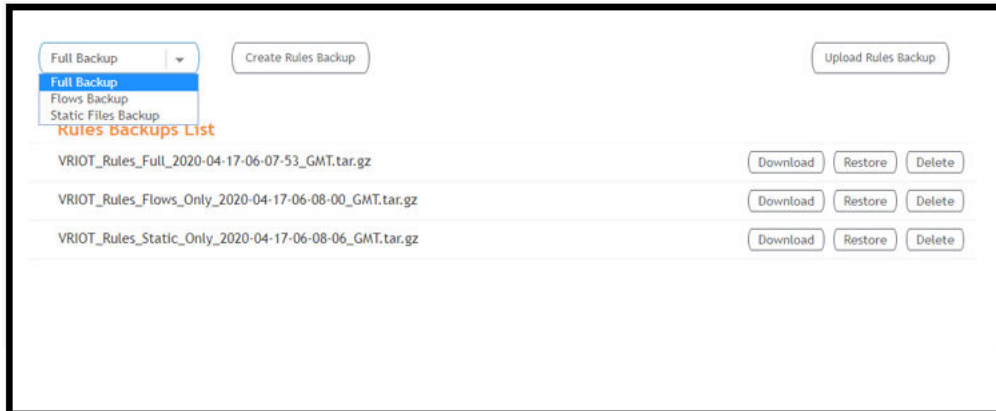 Full Backup
Create Rules Backup
Upload Rules Backup
Full Backup
Flows Backup
Static Files Backup
Rules Backups List
VRIOT_Rules_Full_2020-04-17-06-07-53_GMT.tar.gz Download Restore Delete
VRIOT_Rules_Flows_Only_2020-04-17-06-08-00_GMT.tar.gz Download Restore Delete
VRIOT_Rules_Static_Only_2020-04-17-06-08-06_GMT.tar.gz Download Restore Delete